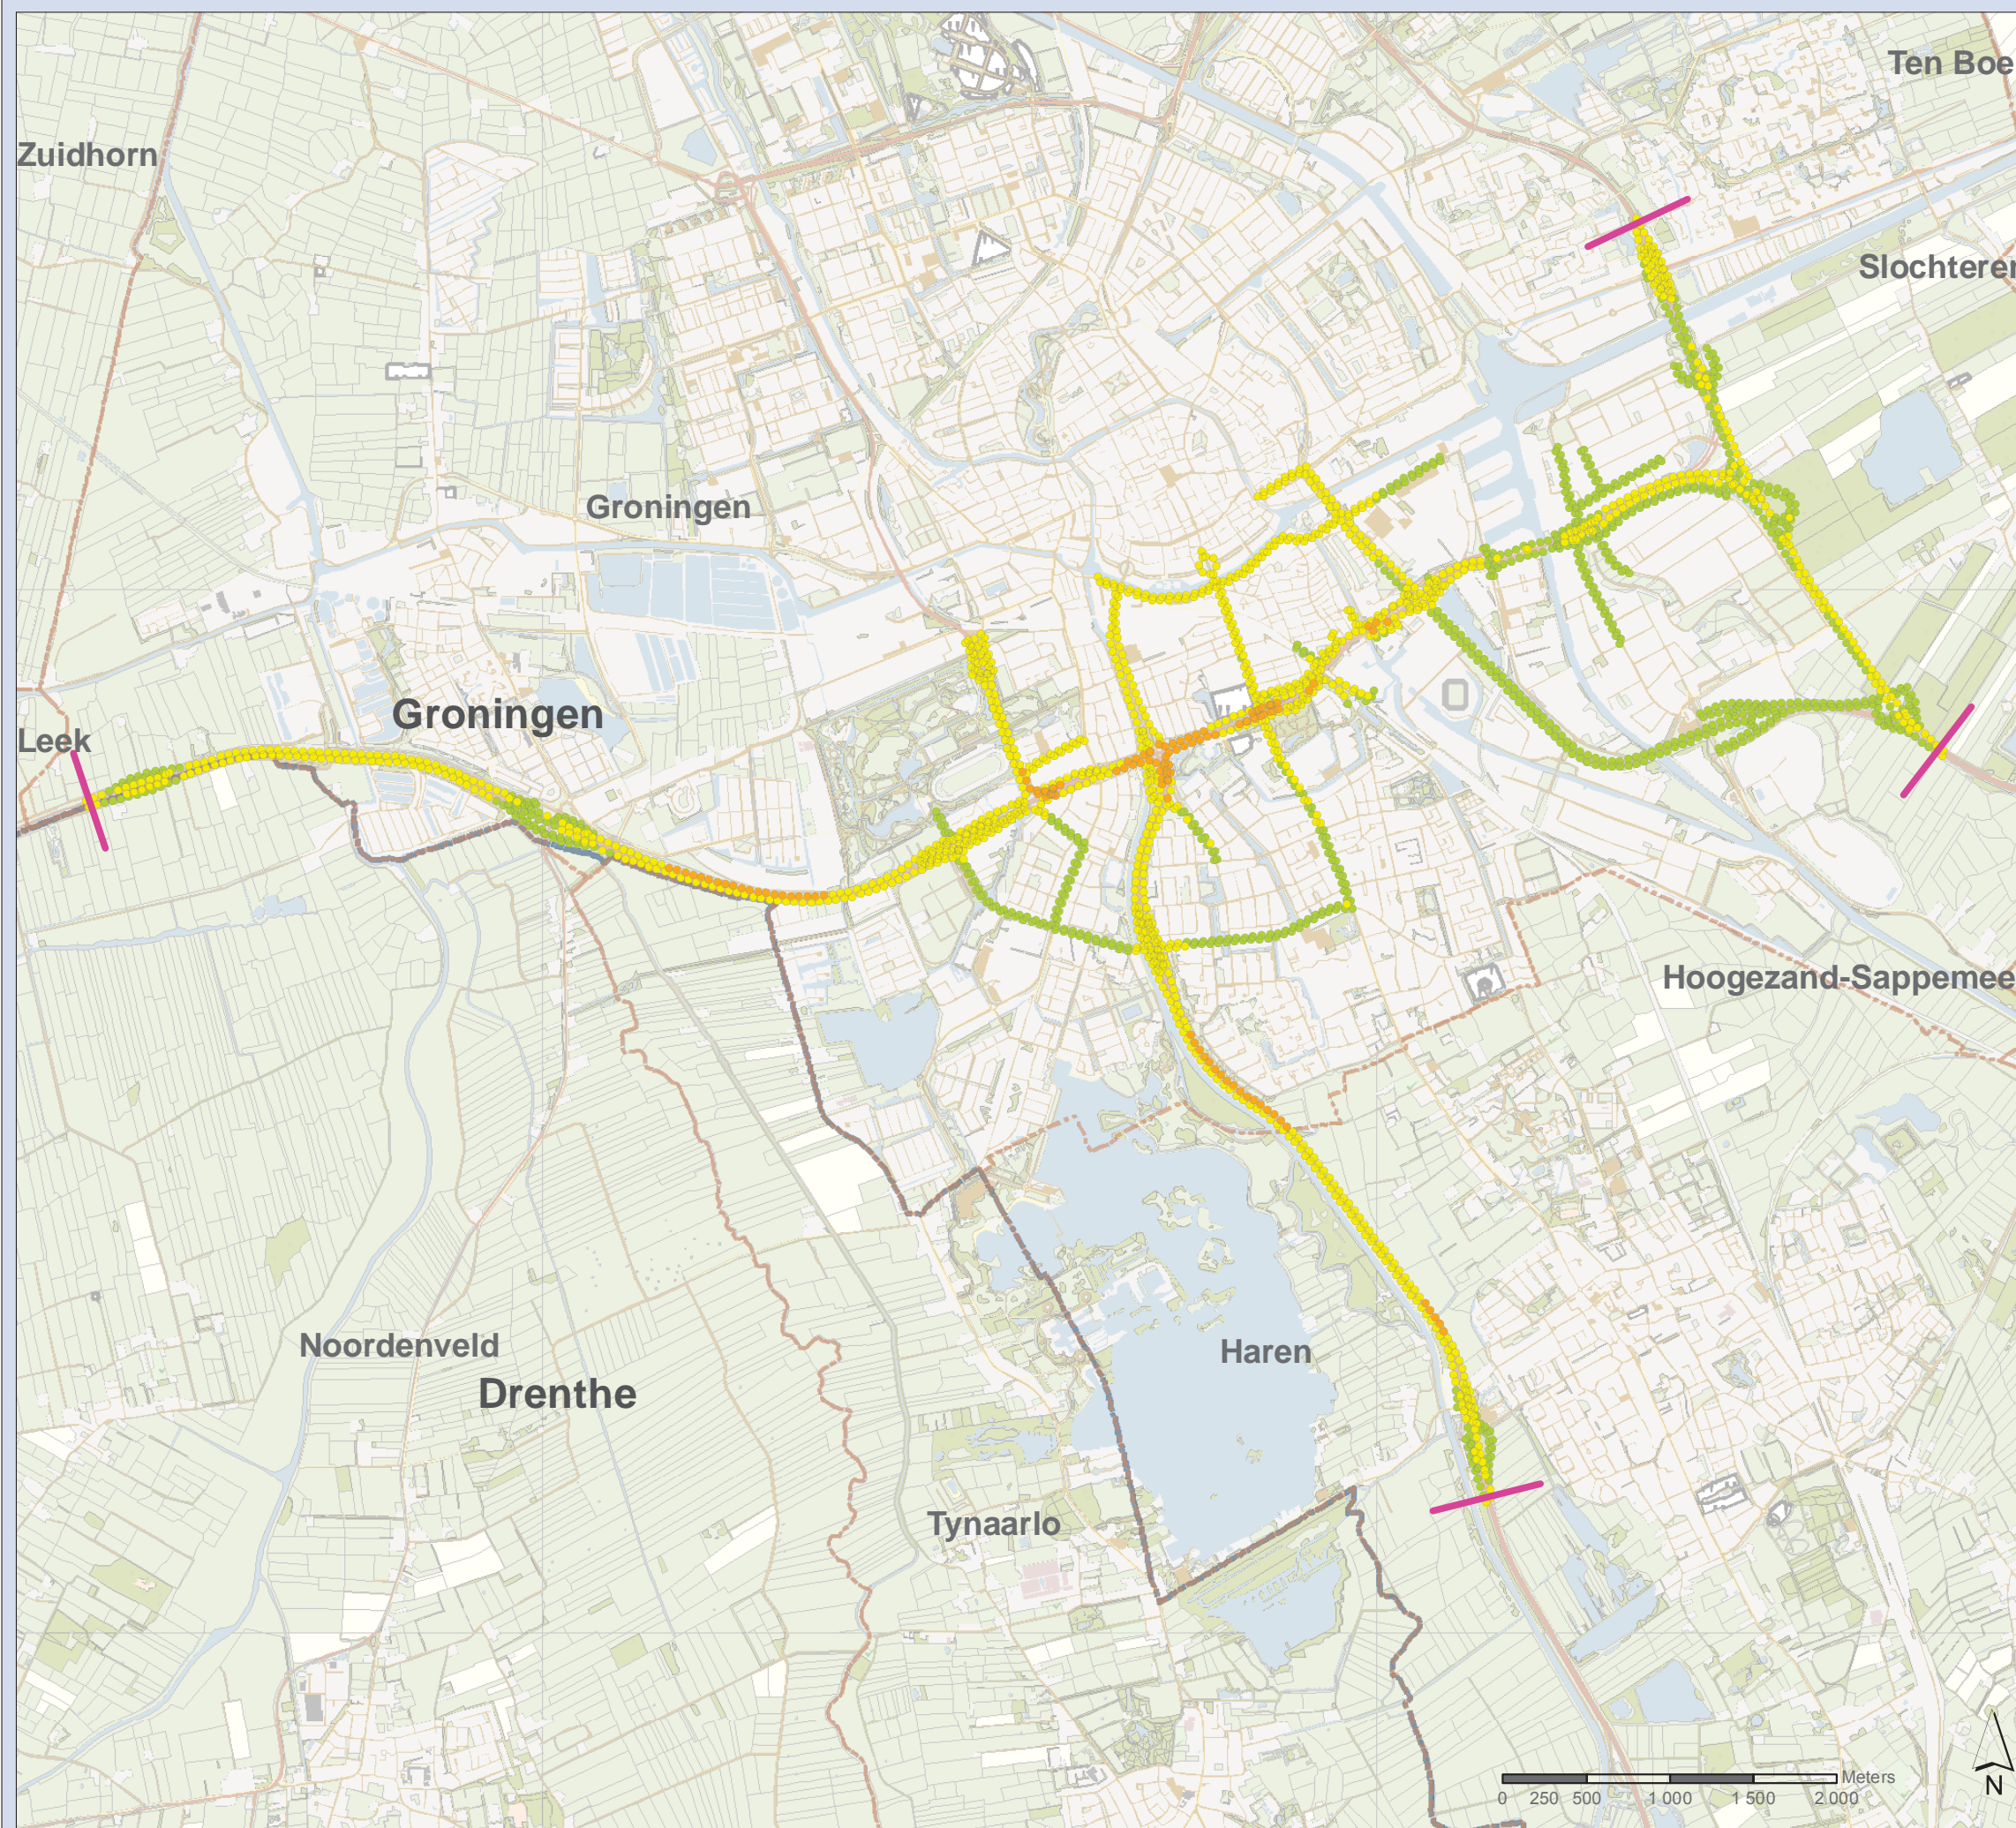 Ten Boe
Zuidhorn
Slochteren
Groningen
Groningen
Leek
Hoogezand-Sappemee
Noordenveld
Haren
Drenthe
Tynaarlo
Meters
0 250 500 1 000 1 500 2 000
N